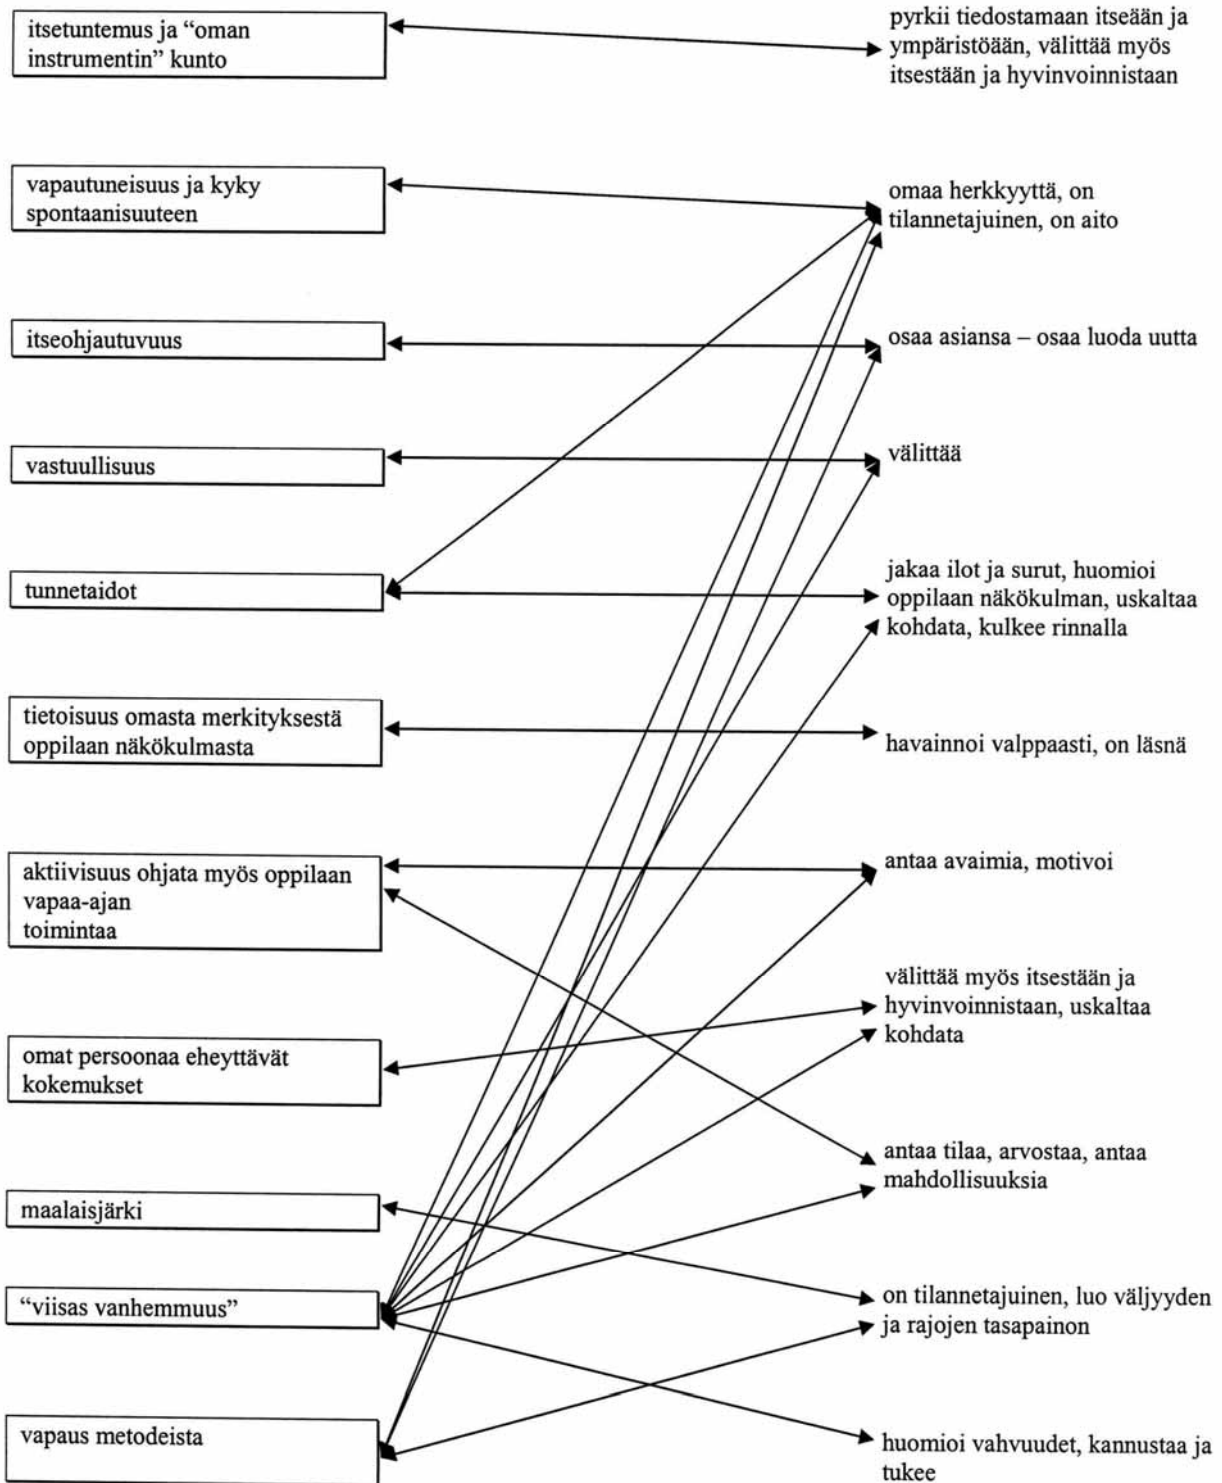 itsetuntemus ja “oman
instrumentin” kunto
pyrkii tiedostamaan itseään ja
ympäristöään, välittää myös
itsestään ja hyvinvoinnistaan
vapautuneisuus ja kyky
spontaanisuuteen
omaa herkkyyttä, on
tilannetajuinen, on aito
itseohjautuvuus
osaa asiansa – osaa luoda uutta
vastuullisuus
välittää
tunnetaidot
jakaa ilot ja surut, huomioi
oppilaan näkökulman, uskaltaa
kohdata, kulkee rinnalla
tietoisuus omasta merkityksestä
oppilaan näkökulmasta
havainnoi valppaasti, on läsnä
aktiivisuus ohjata myös oppilaan
vapaa-ajan
toimintaa
antaa avaimia, motivoi
välittää myös itsestään ja
hyvinvoinnistaan, uskaltaa
kohdata
omat persoonaa eheyttävät
kokemukset
antaa tilaa, arvostaa, antaa
mahdollisuuksia
maalaisjärki
“viisas vanhemmuus”
on tilannetajuinen, luo väljyyden
ja rajojen tasapainon
vapaus metodeista
huomioi vahvuudet, kannustaa ja
tukee